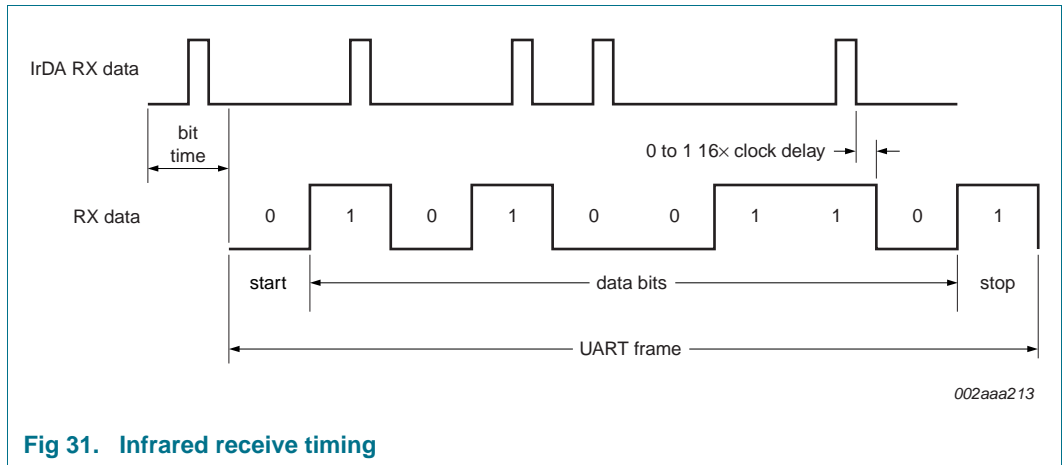 IrDA RX data
bit
time
0 to 1 16× clock delay
RX data
0 1 0 1 0 0 1 1 0 1
start
data bits
stop
UART frame
002aaa213
Fig 31. Infrared receive timing